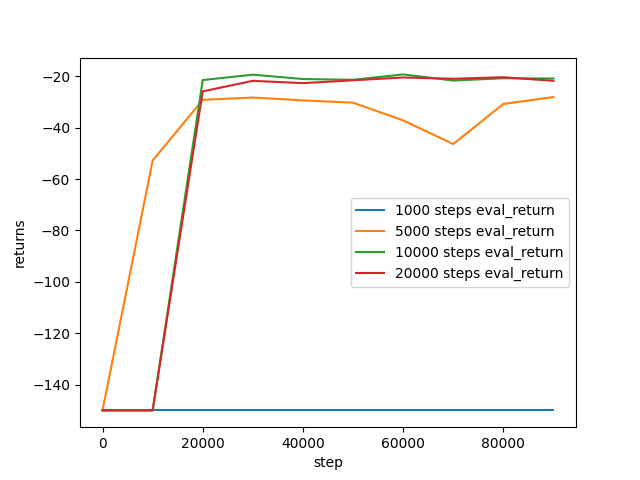 −20
−40
−60
−80
−100
−120
−140
returns
1000 steps eval_return
5000 steps eval_return
10000 steps eval_return
20000 steps eval_return
0 20000 40000 60000 80000
step